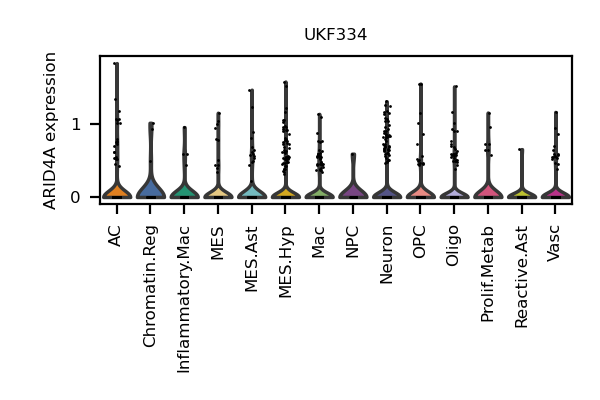 UKF334
ARID4A expression
1
0
AC
Chromatin.Reg
Inflammatory.Mac
MES
MES.Ast
MES.Hyp
Mac
NPC
Neuron
OPC
Oligo
Prolif.Metab
Reactive.Ast
Vasc